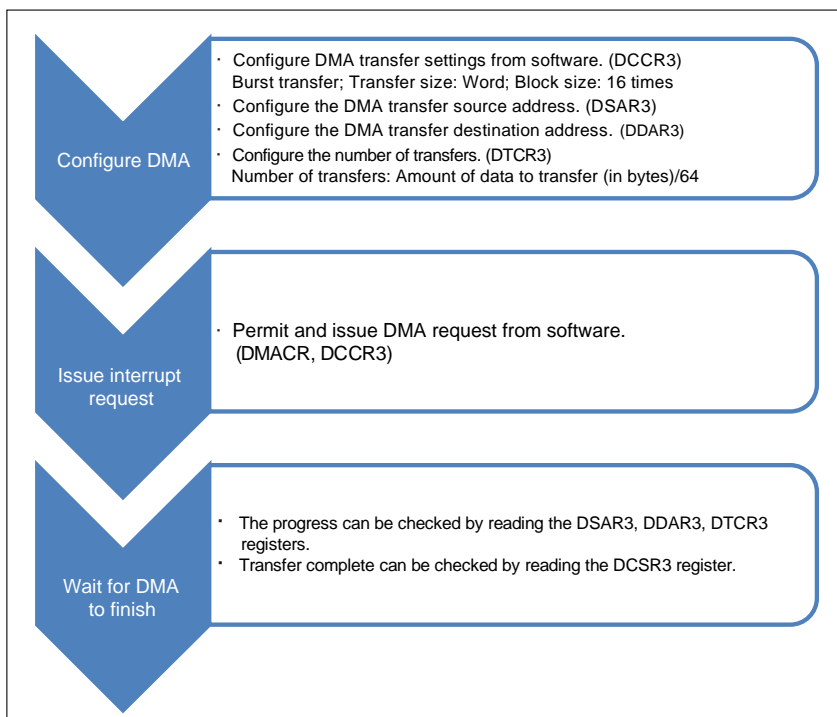 Configure DMA
· Configure DMA transfer settings from software. (DCCR3)
Burst transfer; Transfer size: Word; Block size: 16 times
· Configure the DMA transfer source address. (DSAR3)
· Configure the DMA transfer destination address. (DDAR3)
· Configure the number of transfers. (DTCR3)
Number of transfers: Amount of data to transfer (in bytes)/64
Issue interrupt
request
· Permit and issue DMA request from software.
(DMACR, DCCR3)
Wait for DMA
to finish
· The progress can be checked by reading the DSAR3, DDAR3, DTCR3
registers.
· Transfer complete can be checked by reading the DCSR3 register.